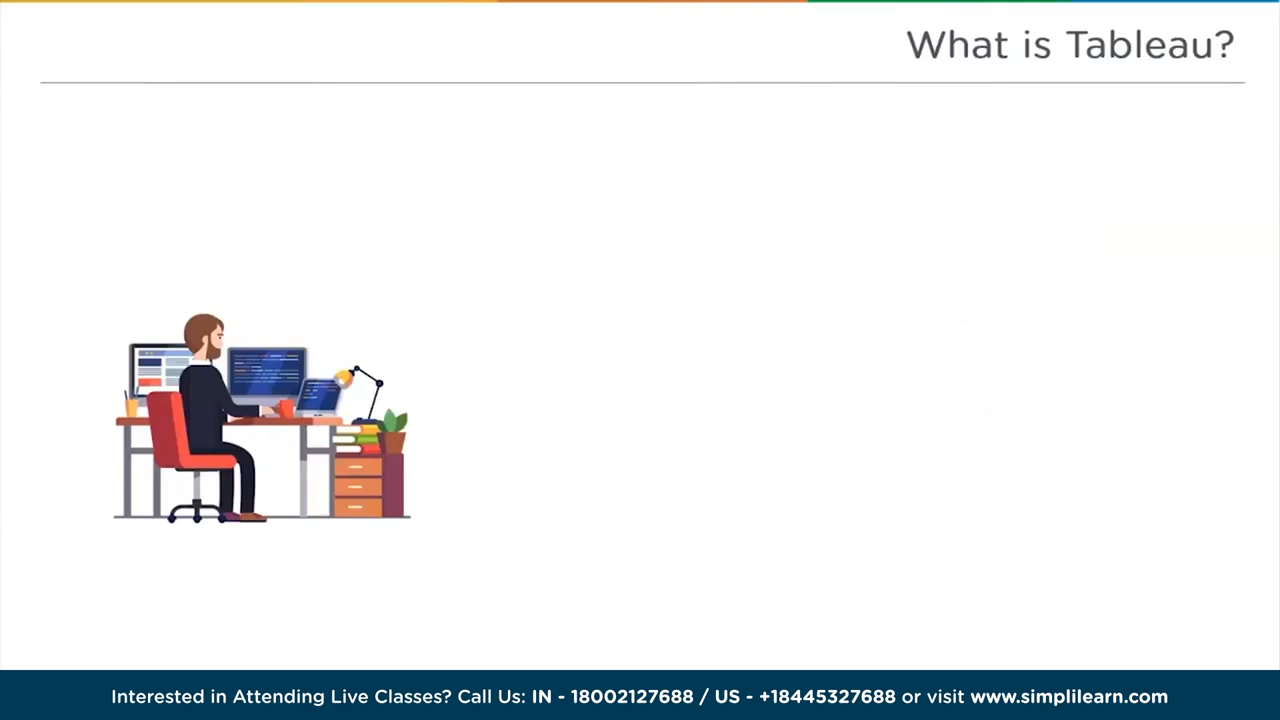 What is Tableau?
Interested in Attending Live Classes? Call Us: IN - 18002127688 / US - +18445327688 or visit www.simplilearn.com